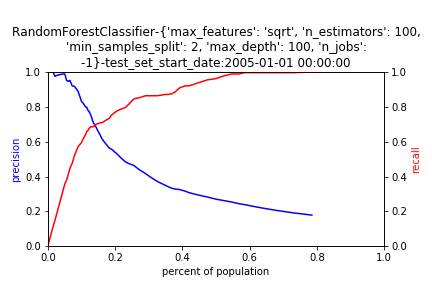 RandomForestClassifier-{'max_features': 'sqrt', 'n_estimators': 100,
'min_samples_split': 2, 'max_depth': 100, 'n_jobs':
-1}-test_set_start_date:2005-01-01 00:00:00
1.0
0.8
0.6
0.4
0.2
0.0
precision
1.0
0.8
0.6
0.4
0.2
0.0
recall
0.0 0.2 0.4 0.6 0.8 1.0
percent of population